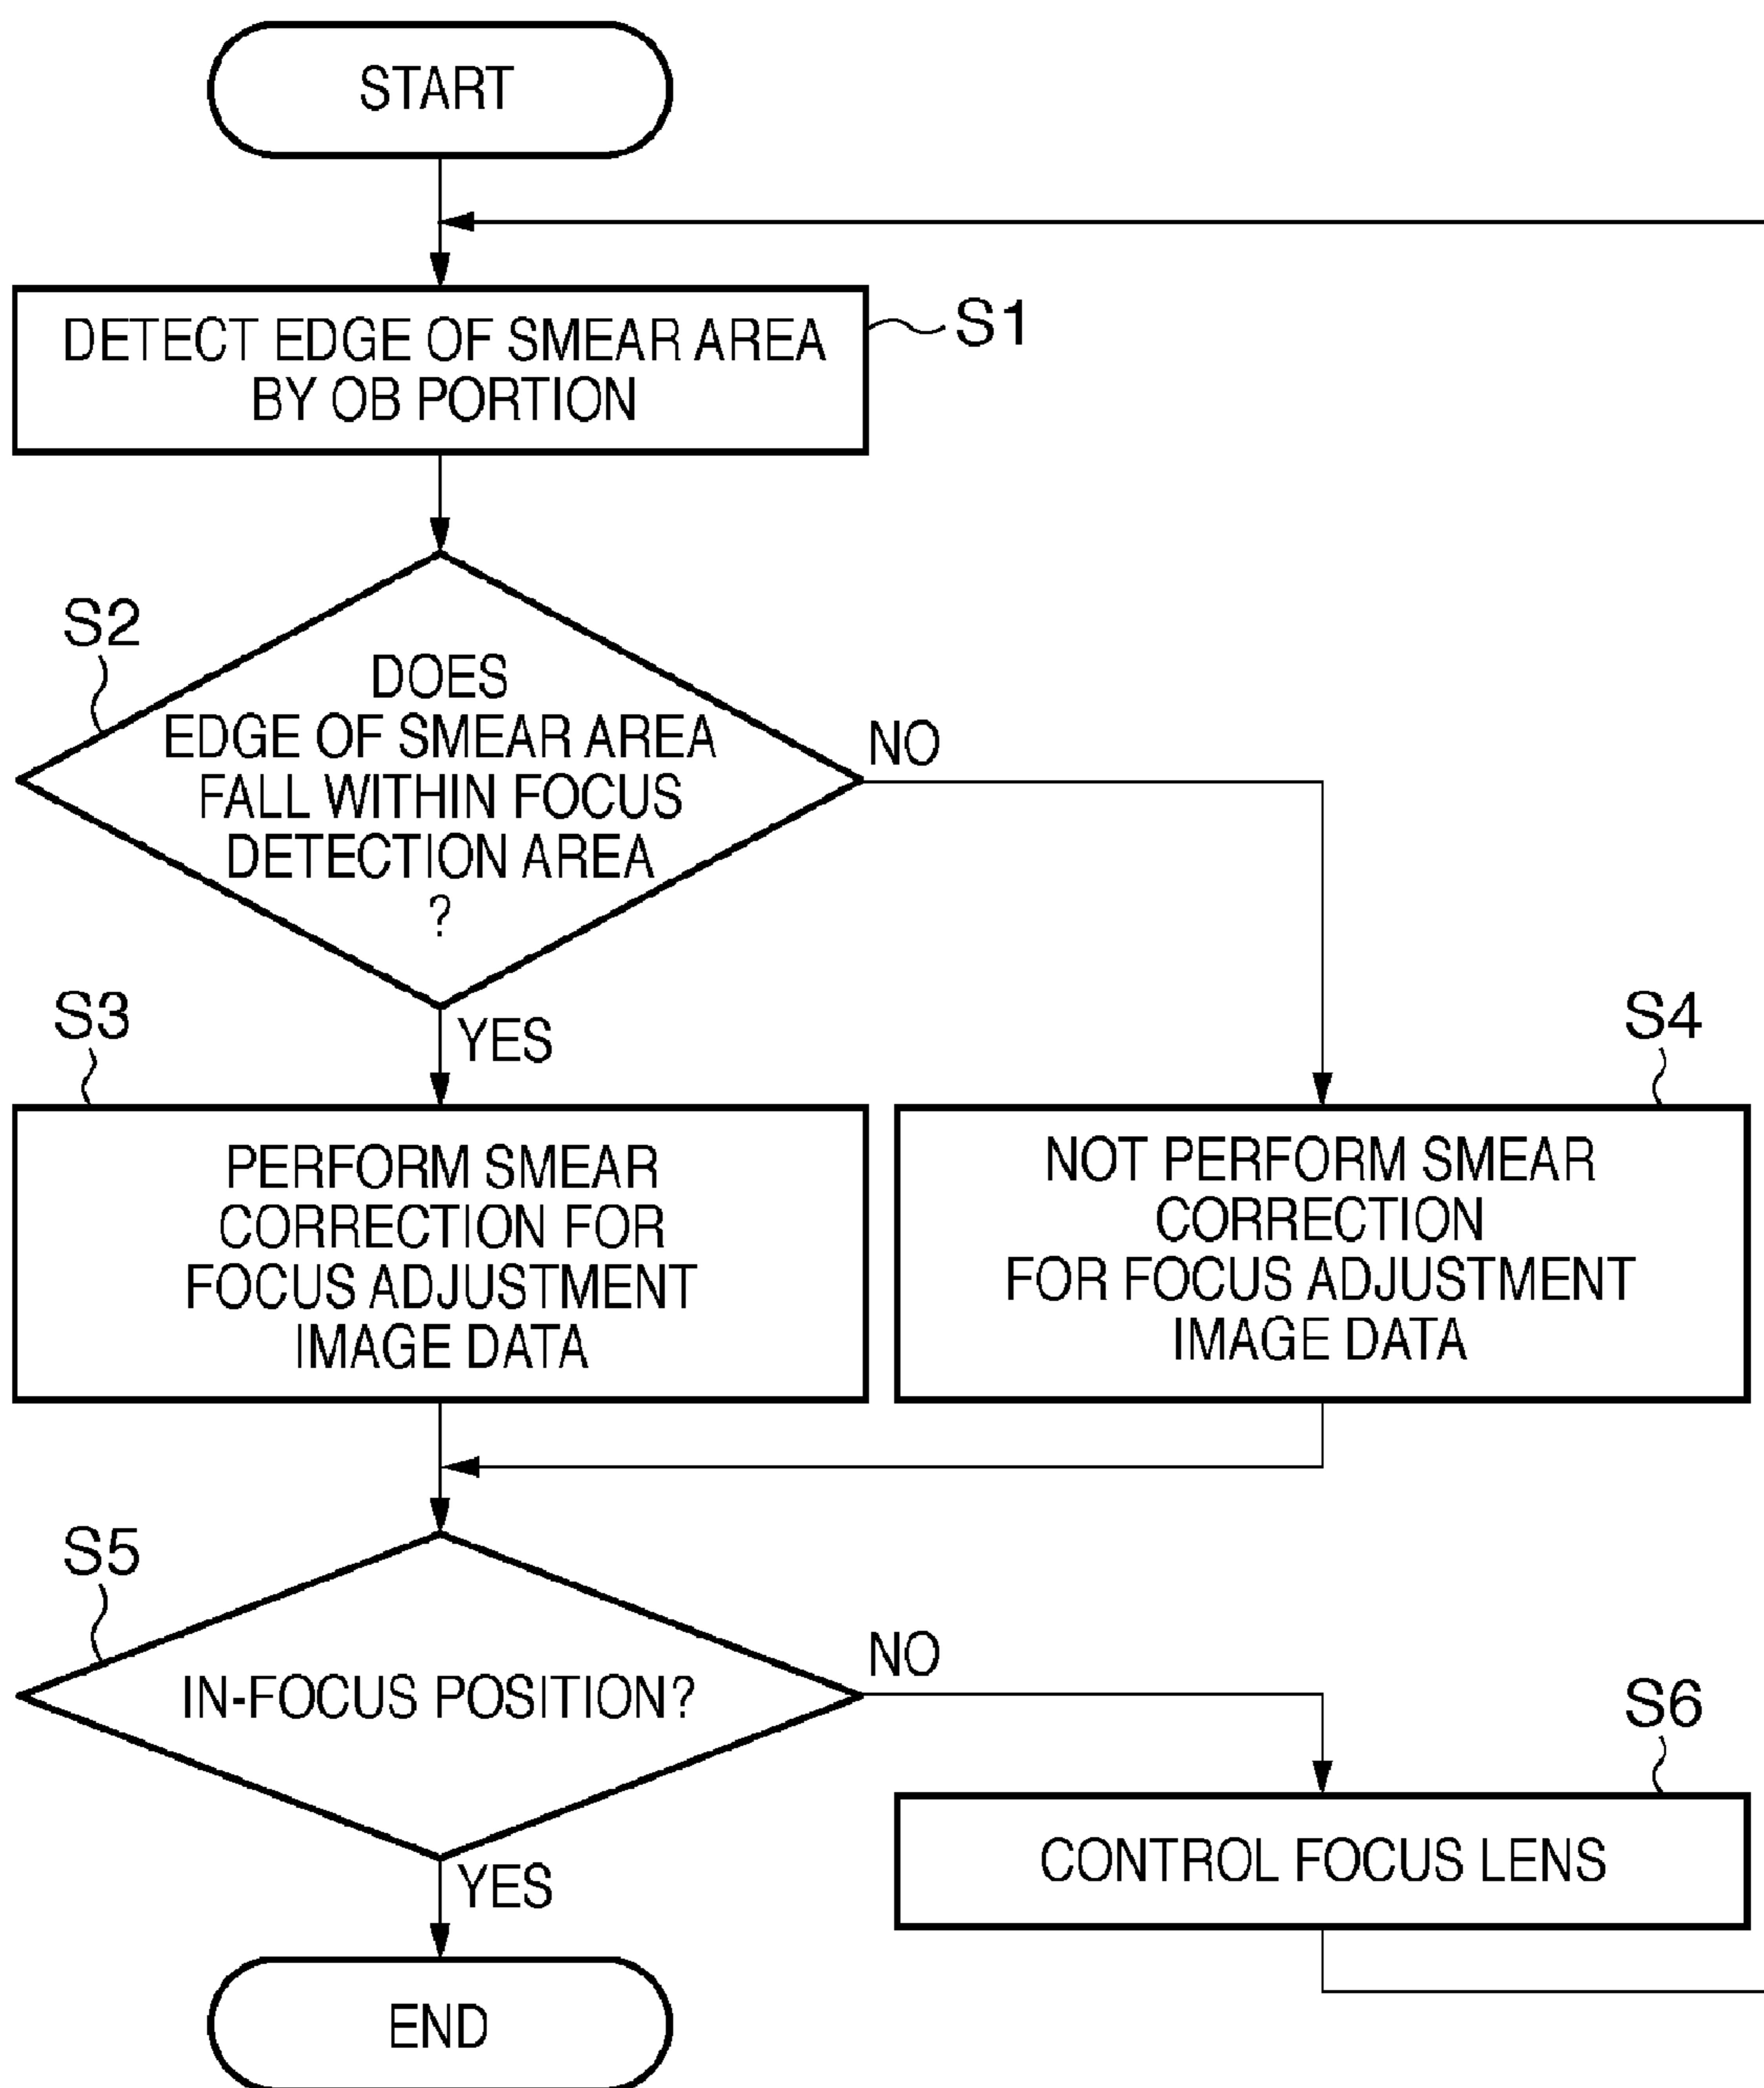 START
DETECT EDGE OF SMEAR AREA
BY OB PORTION
S1
S2
DOES
EDGE OF SMEAR AREA
FALL WITHIN FOCUS
DETECTION AREA
?
NO
YES
S3
PERFORM SMEAR
CORRECTION FOR
FOCUS ADJUSTMENT
IMAGE DATA
S4
NOT PERFORM SMEAR
CORRECTION
FOR FOCUS ADJUSTMENT
IMAGE DATA
S5
IN-FOCUS POSITION?
NO
S6
CONTROL FOCUS LENS
YES
END